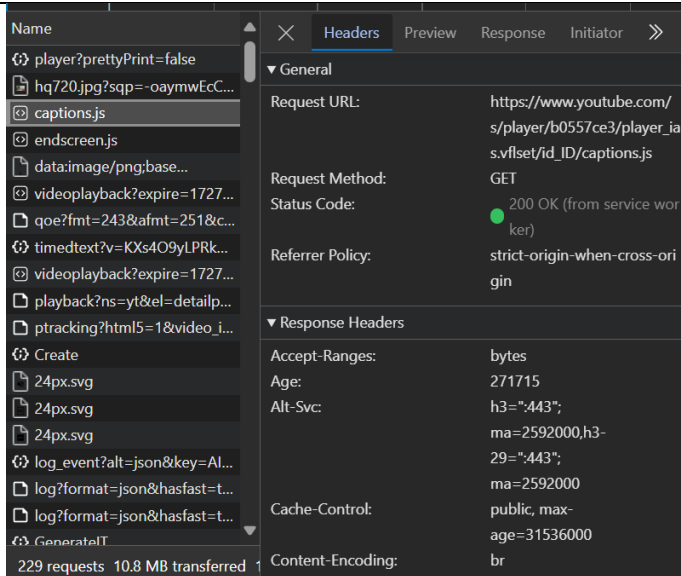 Name
player?prettyPrint=false
hq720.jpg?sqp=-oaymwEcC...
captions.js
endscreen.js
data:image/png;base...
videoplayback?expire=1727...
qoe?fmt=243&afmt=251&c...
timedtext?v=KXs4O9yLPRk...
videoplayback?expire=1727...
playback?ns=yt&el=detailp...
ptracking?html5=1&video_i...
Create
24px.svg
24px.svg
24px.svg
log_event?alt=json&key=AI...
log?format=json&hasfast=t...
log?format=json&hasfast=t...
GenerateIT
229 requests 10.8 MB transferred
Headers Preview Response Initiator
General
Request URL: https://www.youtube.com/
s/player/b0557ce3/player_ia
s.vflset/id_ID/captions.js
Request Method: GET
Status Code: 200 OK (from service wor
ker)
Referrer Policy: strict-origin-when-cross-ori
gin
Response Headers
Accept-Ranges: bytes
Age: 271715
Alt-Svc: h3=":443";
ma=2592000,h3-
29=":443";
ma=2592000
Cache-Control: public, max-
age=31536000
Content-Encoding: br